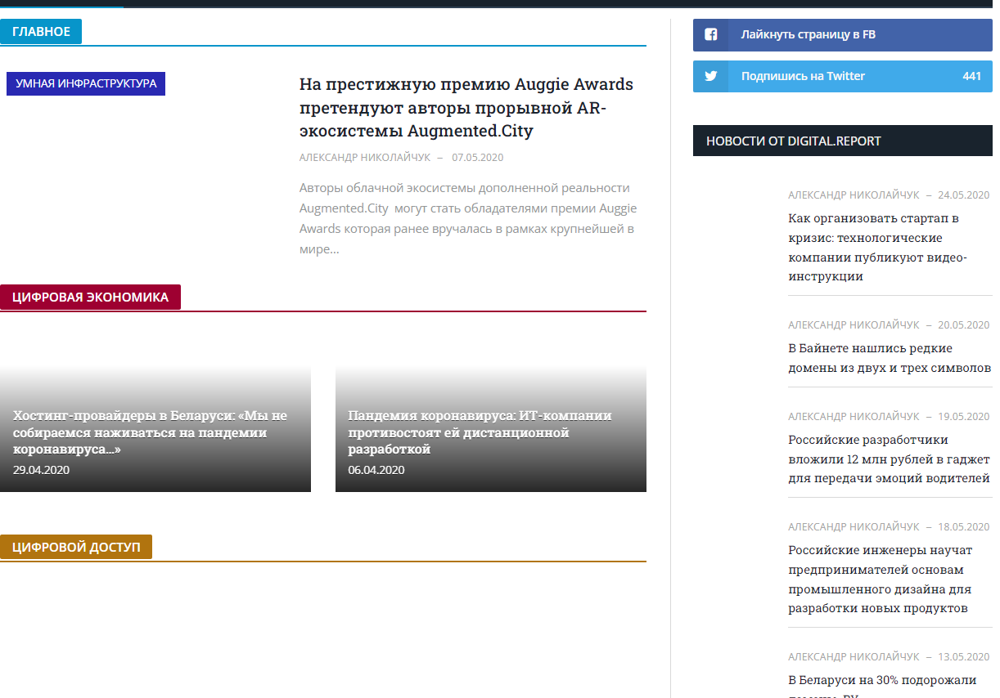 ГЛАВНОЕ
УМНАЯ ИНФРАСТРУКТУРА
На престижную премию Auggie Awards
претендуют авторы прорывной AR-
экосистемы Augmented.City
АЛЕКСАНДР НИКОЛАЙЧУК – 07.05.2020
Авторы облачной экосистемы дополненной реальности
Augmented.City могут стать обладателями премии Auggie
Awards которая ранее вручалась в рамках крупнейшей в
мире...
ЦИФРОВАЯ ЭКОНОМИКА
Хостинг-провайдеры в Беларуси: «Мы не
собираемся наживаться на пандемии
коронавируса…»
29.04.2020
Пандемия коронавируса: ИТ-компании
противостоят ей дистанционной
разработкой
06.04.2020
ЦИФРОВОЙ ДОСТУП
Лайкнуть страницу в FB
Подпишись на Twitter 441
НОВОСТИ ОТ DIGITAL.REPORT
АЛЕКСАНДР НИКОЛАЙЧУК – 24.05.2020
Как организовать стартап в
кризис: технологические
компании публикуют видео-
инструкции
АЛЕКСАНДР НИКОЛАЙЧУК – 20.05.2020
В Байнете нашлись редкие
домены из двух и трех символов
АЛЕКСАНДР НИКОЛАЙЧУК – 19.05.2020
Российские разработчики
вложили 12 млн рублей в гаджет
для передачи эмоций водителей
АЛЕКСАНДР НИКОЛАЙЧУК – 18.05.2020
Российские инженеры научат
предпринимателей основам
промышленного дизайна для
разработки новых продуктов
АЛЕКСАНДР НИКОЛАЙЧУК – 13.05.2020
В Беларуси на 30% подорожали